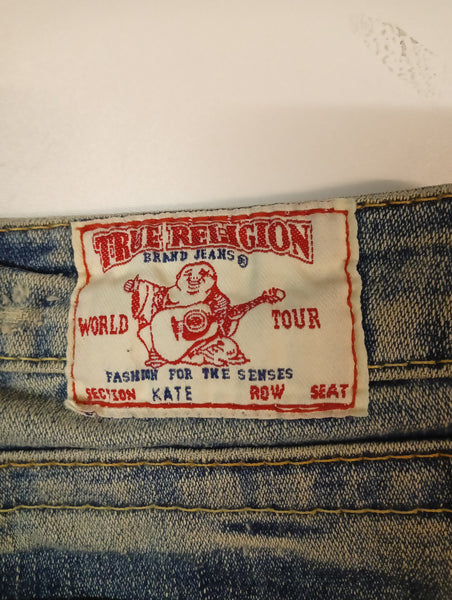 TRUE RELIGION
BRAND JEANS®
WORLD TOUR
FASHION FOR THE SENSES
SECTION KATE ROW SEAT